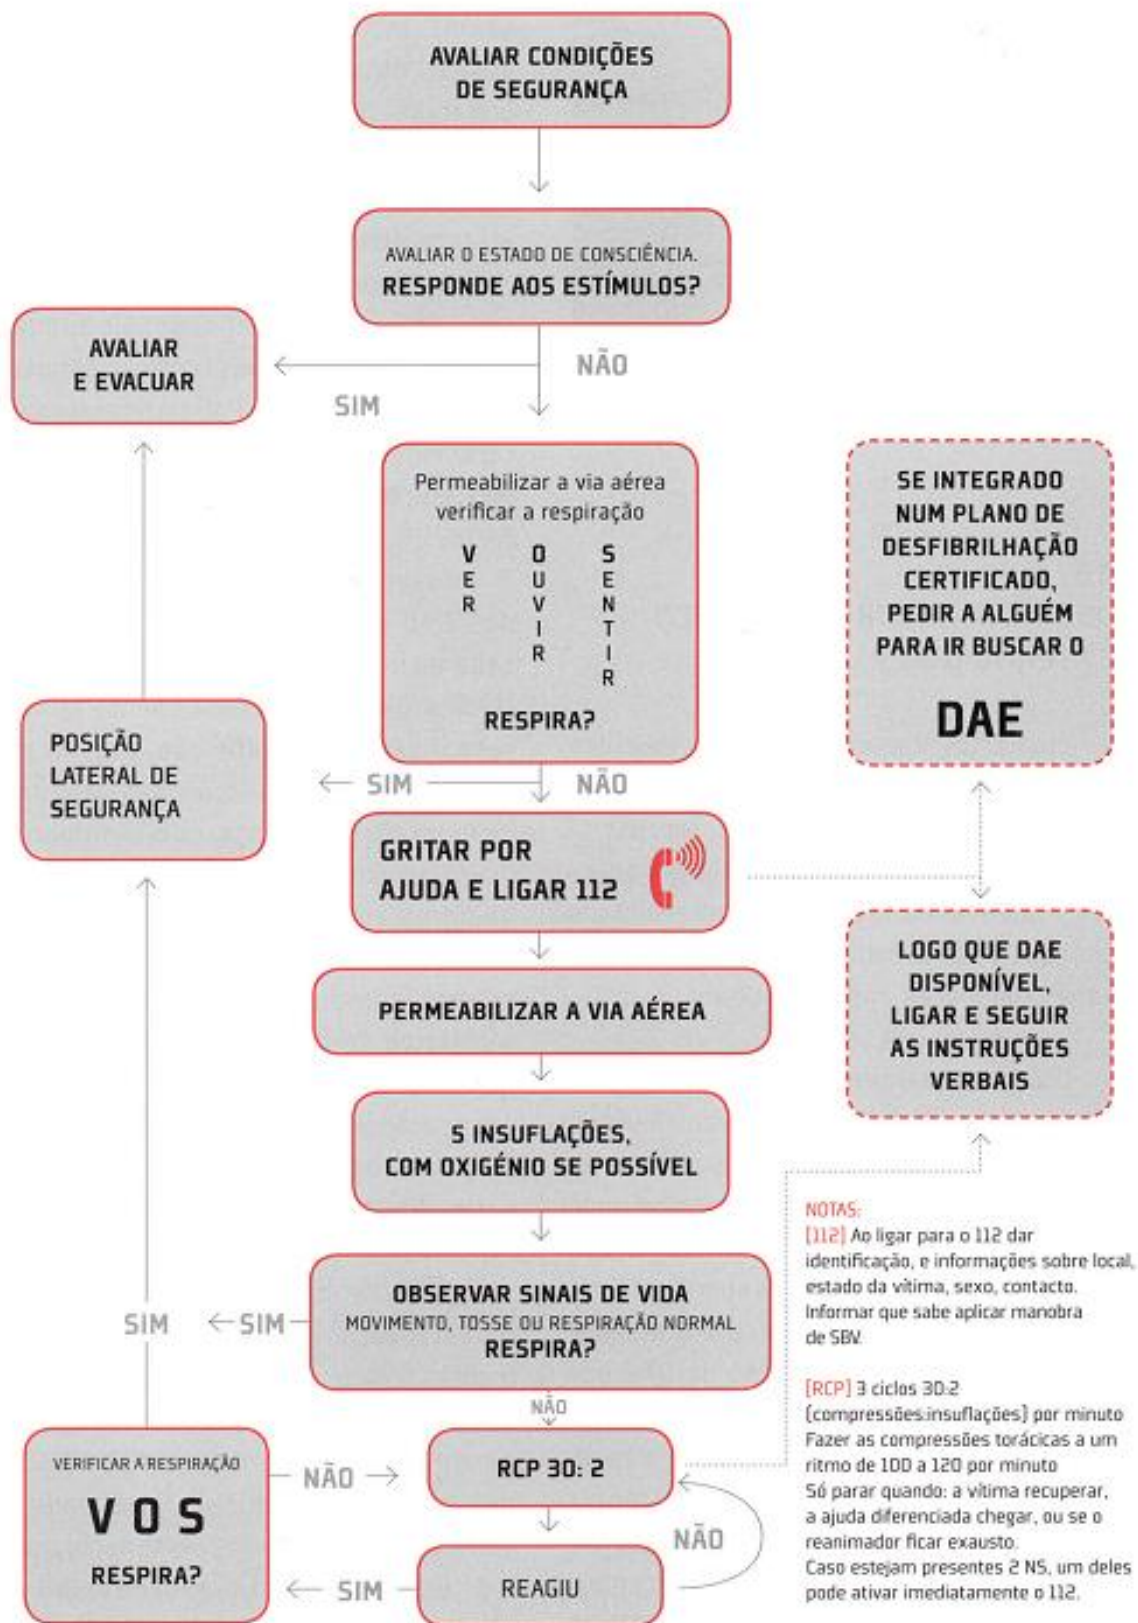 AVALIAR CONDIÇÕES
DE SEGURANÇA
AVALIAR O ESTADO DE CONSCIÊNCIA.
RESPONDE AOS ESTÍMULOS?
AVALIAR
E EVACUAR
NÃO
SIM
Permeabilizar a via aérea
verificar a respiração
VER OUVIR SENTIR
RESPIRA?
SE INTEGRADO
NUM PLANO DE
DESFIBRILHAÇÃO
CERTIFICADO,
PEDIR A ALGUÉM
PARA IR BUSCAR O
DAE
POSIÇÃO
LATERAL DE
SEGURANÇA
SIM
NÃO
GRITAR POR
AJUDA E LIGAR 112
PERMEABILIZAR A VIA AÉREA
LOGO QUE DAE
DISPONÍVEL,
LIGAR E SEGUIR
AS INSTRUÇÕES
VERBAIS
5 INSUFLAÇÕES,
COM OXIGÉNIO SE POSSÍVEL
OBSERVAR SINAIS DE VIDA
MOVIMENTO, TOSSE OU RESPIRAÇÃO NORMAL
RESPIRA?
SIM
SIM
NÃO
VERIFICAR A RESPIRAÇÃO
V O S
RESPIRA?
NÃO
RCP 30: 2
NÃO
REAGIU
SIM
NOTAS:
[112] Ao ligar para o 112 dar
identificação, e informações sobre local,
estado da vítima, sexo, contacto.
Informar que sabe aplicar manobra
de SBV.
[RCP] 3 ciclos 30:2
(compressões:insuflações) por minuto
Fazer as compressões torácicas a um
ritmo de 100 a 120 por minuto
Só parar quando: a vítima recuperar,
a ajuda diferenciada chegar, ou se o
reanimador ficar exausto.
Caso estejam presentes 2 NS, um deles
pode ativar imediatamente o 112.